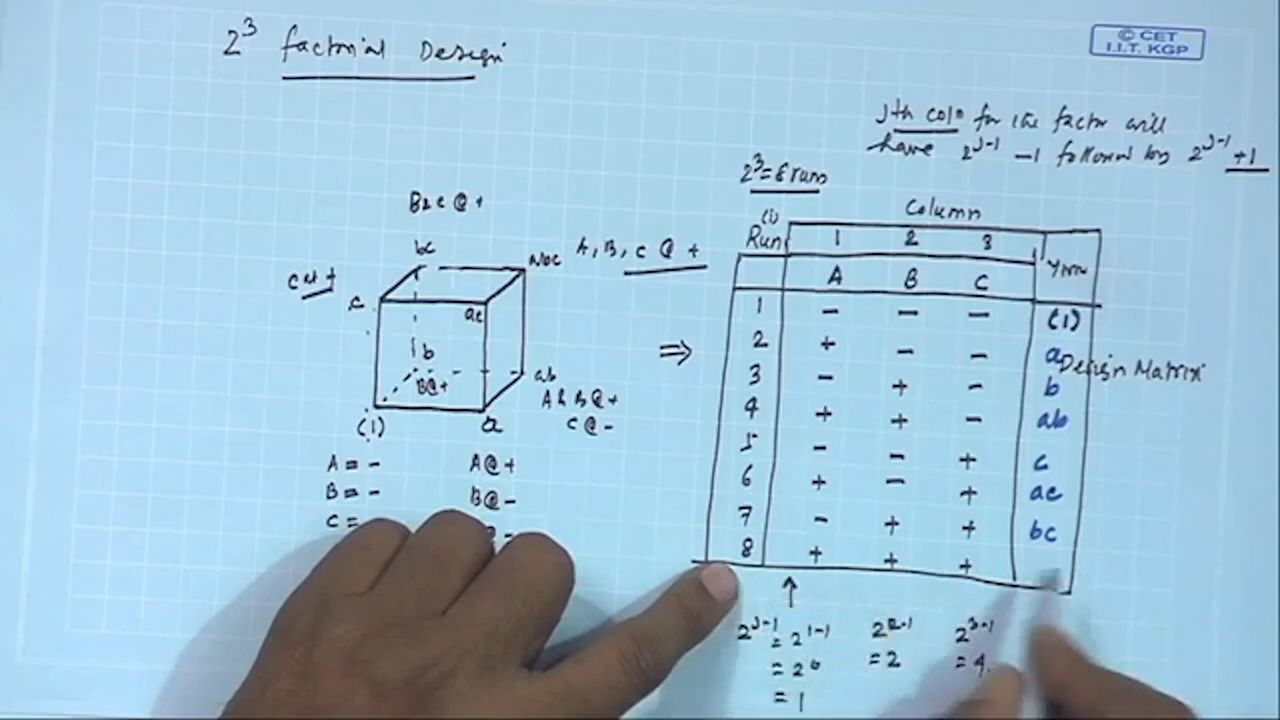 2³ factorial Design
© CET
I.I.T. KGP
Jth col° for the factor will
have 2^(J-1) -1 followed by 2^(J-1) +1
2³=8 runs
B&C @ +
bc
abc
A, B, C @ +
C at +
c
ac
b
B@+
ab
A & B @ +
C @ -
(1)
a
A = -
B = -
C =
A@+
B@-
-
⇒
Column
(i)
Run 1 2 3
A B C
1 - - - (1)
2 + - - a
Design Matrix
3 - + - b
4 + + - ab
5 - - + c
6 + - + ac
7 - + + bc
8 + + +
↑
2^(J-1) = 2^(1-1)
= 2⁰
= 1
2^(2-1)
= 2
2^(3-1)
= 4